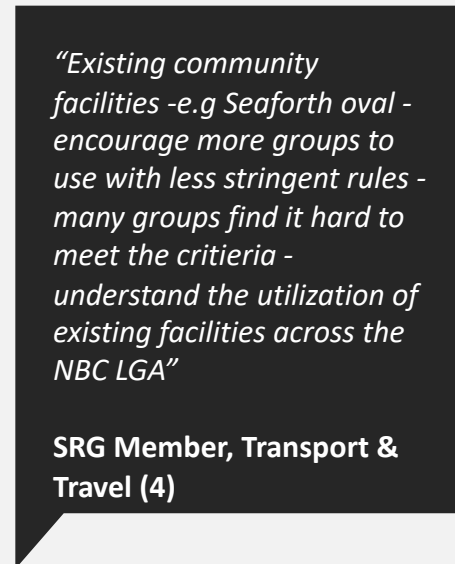 “Existing community
facilities -e.g Seaforth oval -
encourage more groups to
use with less stringent rules -
many groups find it hard to
meet the critieria -
understand the utilization of
existing facilities across the
NBC LGA”
SRG Member, Transport &
Travel (4)